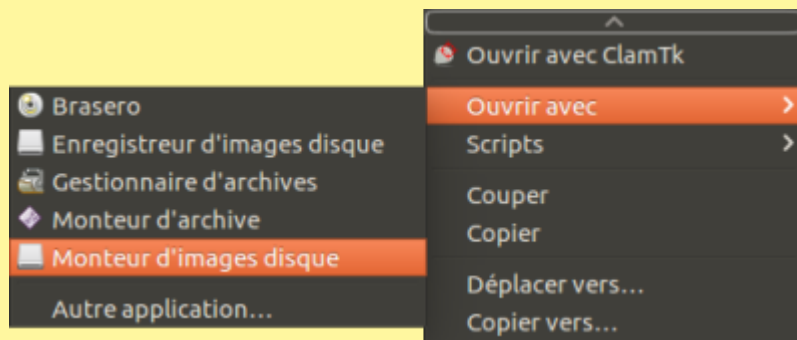 Ouvrir avec ClamTk
Ouvrir avec
Scripts
Couper
Copier
Déplacer vers…
Copier vers…
Brasero
Enregistreur d'images disque
Gestionnaire d'archives
Monteur d'archive
Monteur d'images disque
Autre application…